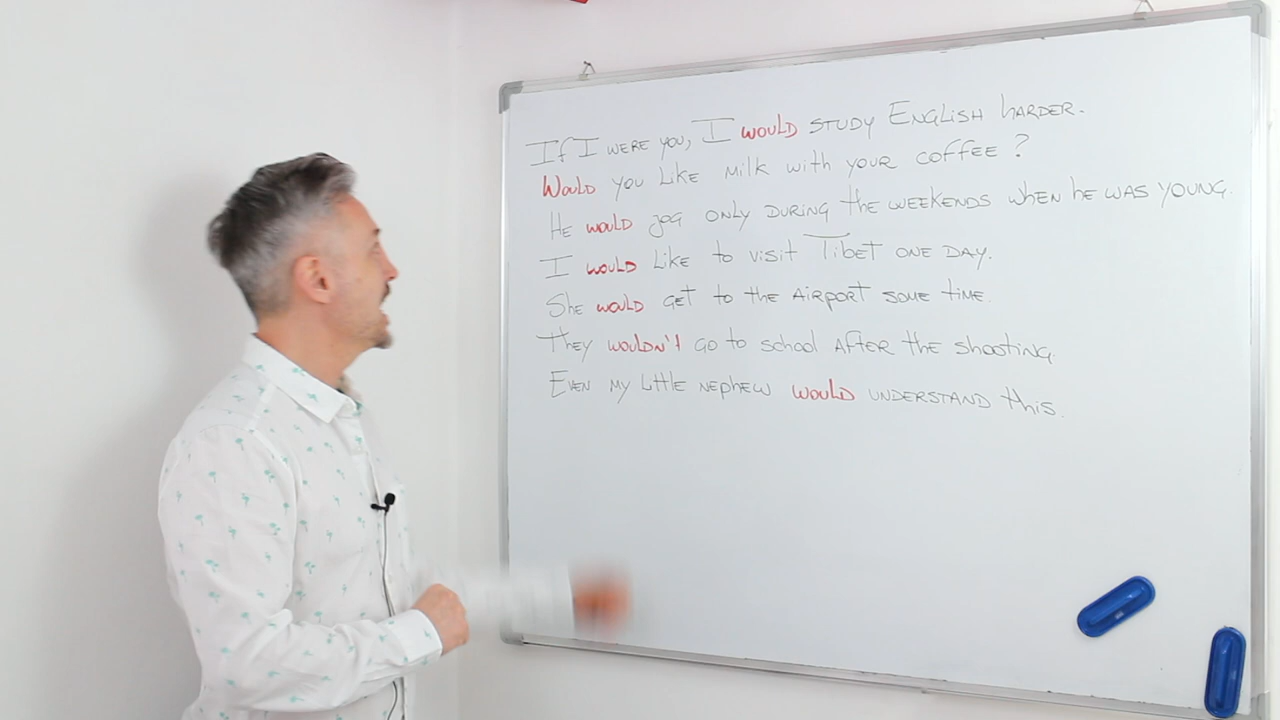 If I were you, I would study English harder.
Would you like milk with your coffee?
He would jog only during the weekends when he was young.
I would like to visit Tibet one day.
She would get to the airport some time.
They wouldn't go to school after the shooting
Even my little nephew would understand this.